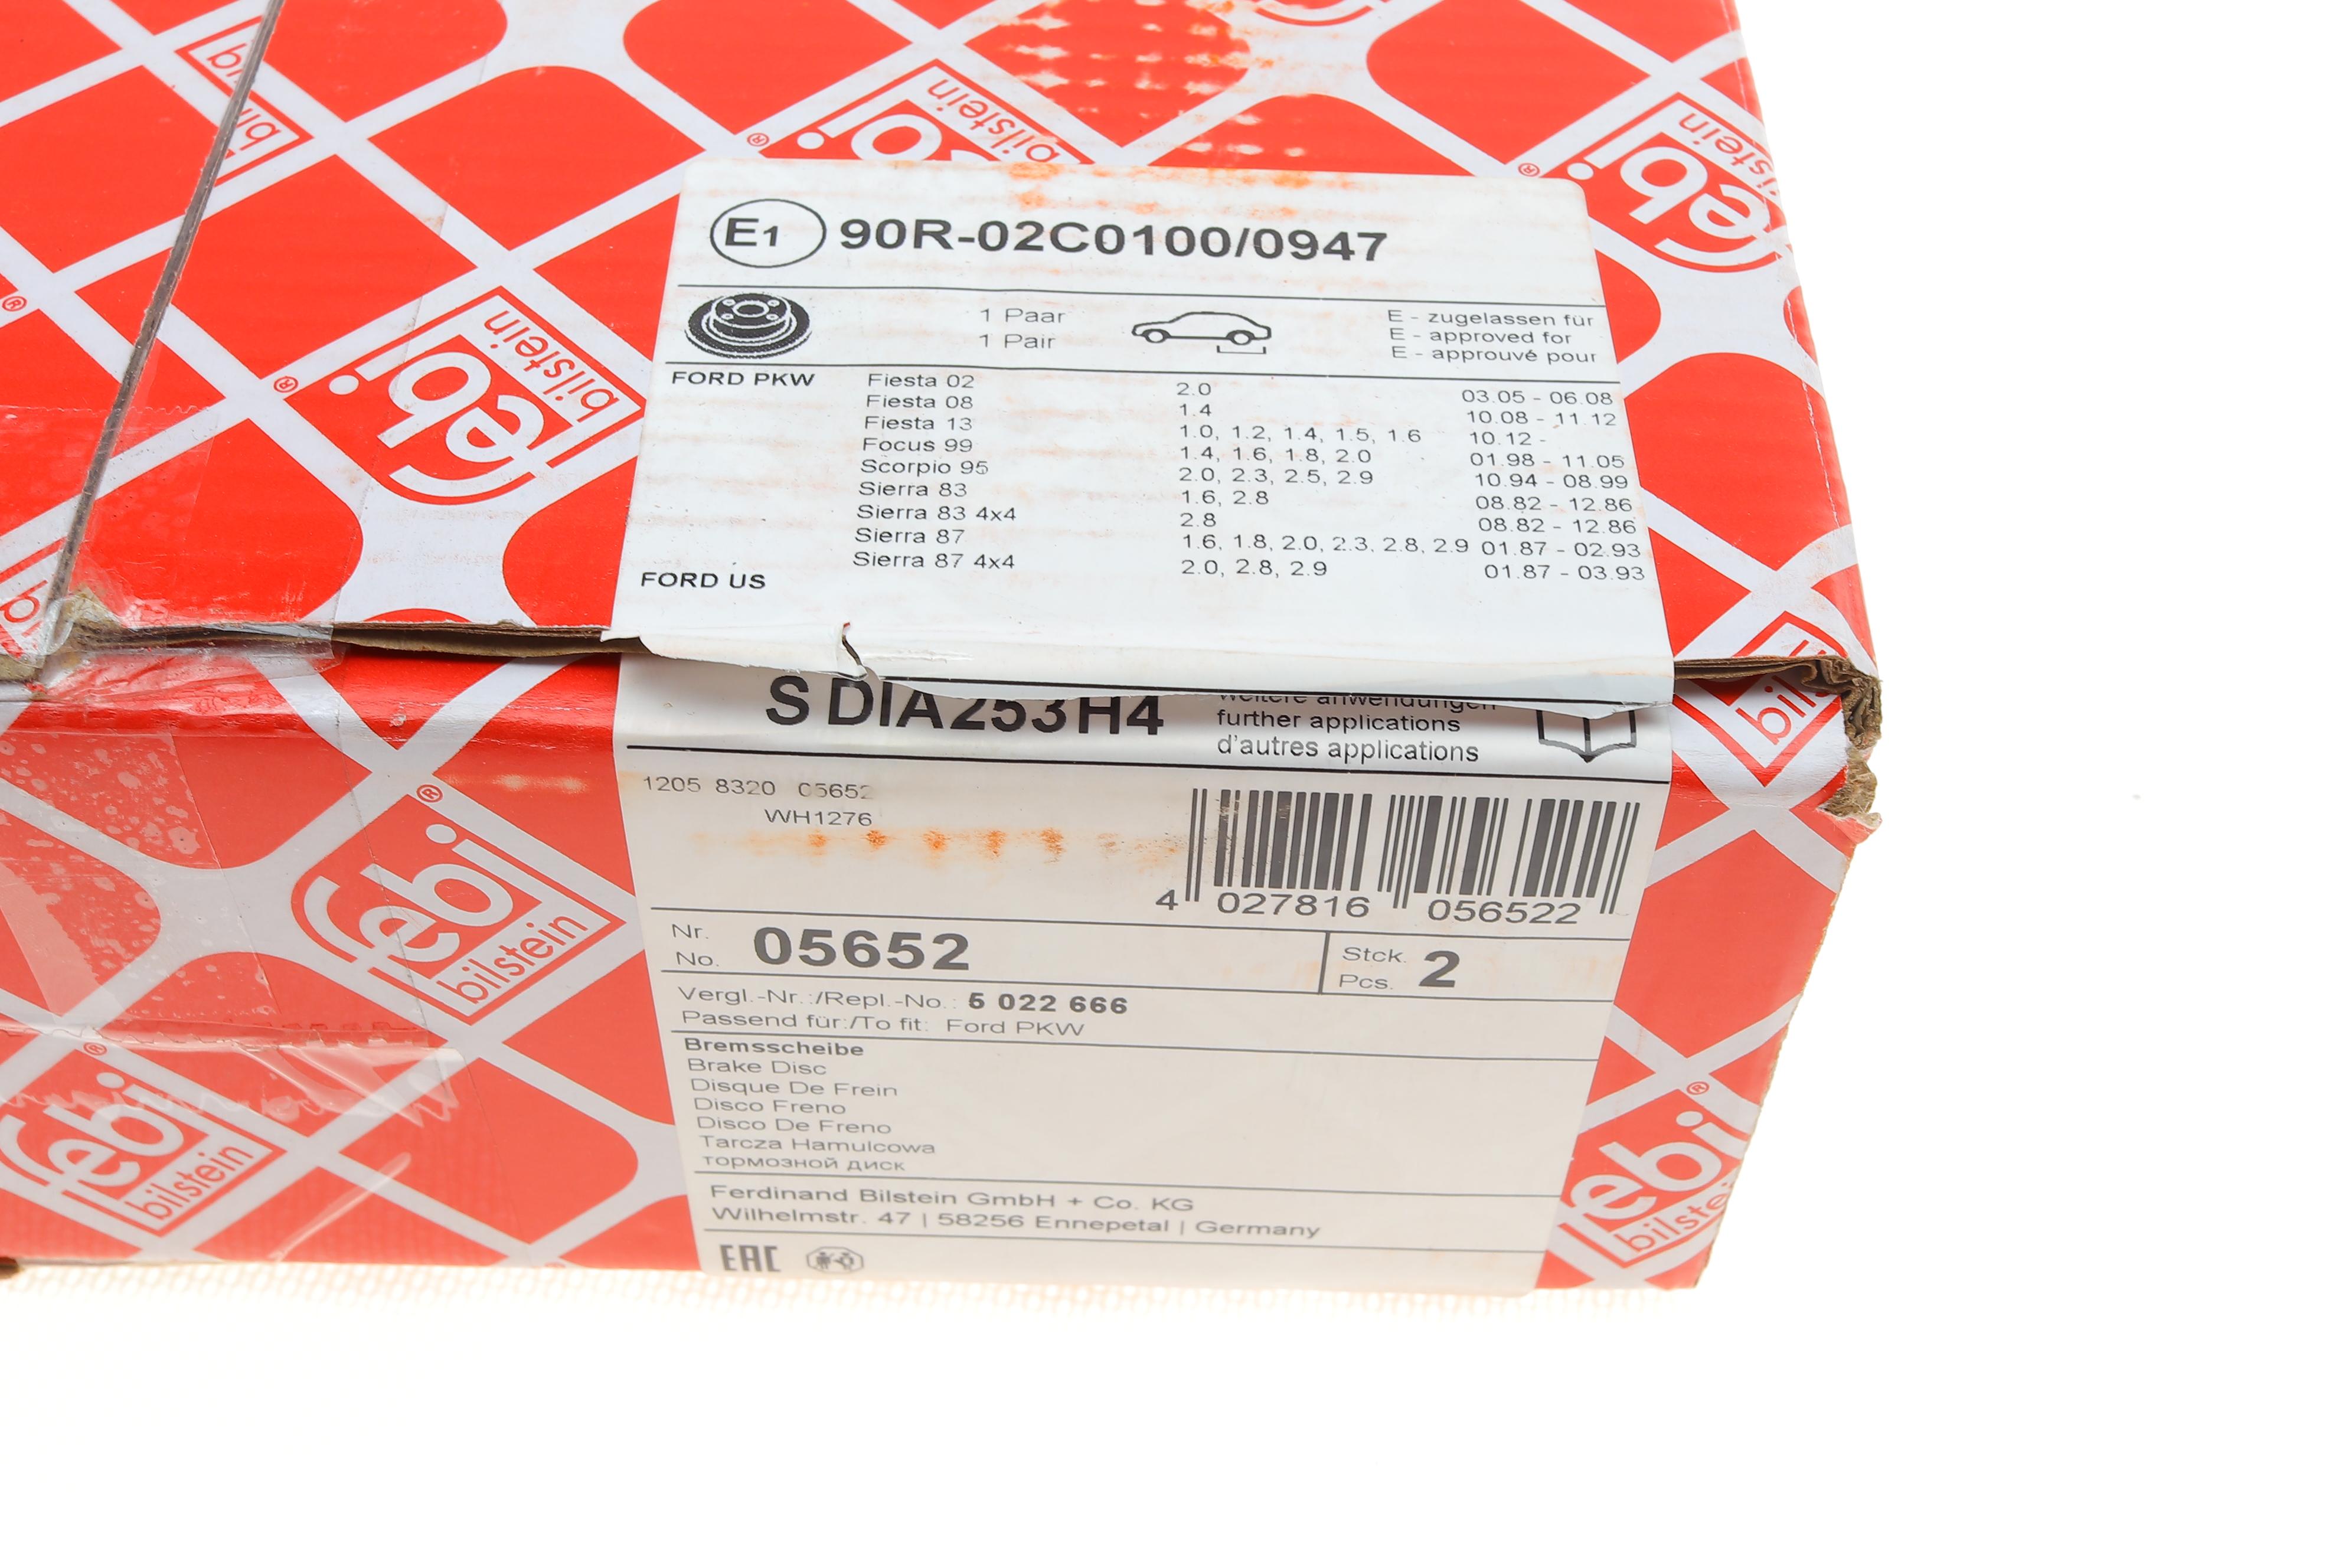 febi
bilstein
E1 90R-02C0100/0947
1 Paar
1 Pair
E - zugelassen für
E - approved for
E - approuvé pour
FORD PKW
Fiesta 02 2.0 03.05 - 06.08
Fiesta 08 1.4 10.08 - 11.12
Fiesta 13 1.0, 1.2, 1.4, 1.5, 1.6 10.12 -
Focus 99 1.4, 1.6, 1.8, 2.0 01.98 - 11.05
Scorpio 95 2.0, 2.3, 2.5, 2.9 10.94 - 08.99
Sierra 83 1.6, 2.8 08.82 - 12.86
Sierra 83 4x4 2.8 08.82 - 12.86
Sierra 87 1.6, 1.8, 2.0, 2.3, 2.8, 2.9 01.87 - 02.93
Sierra 87 4x4 2.0, 2.8, 2.9 01.87 - 03.93
FORD US
S DIA253H4
weitere anwendungen
further applications
d'autres applications
1205 8320 05652
WH1276
4 027816 056522
Nr.
No. 05652
Stck.
Pcs. 2
Vergl.-Nr.:/Repl.-No.: 5 022 666
Passend für:/To fit: Ford PKW
Bremsscheibe
Brake Disc
Disque De Frein
Disco Freno
Disco De Freno
Tarcza Hamulcowa
тормозной диск
Ferdinand Bilstein GmbH + Co. KG
Wilhelmstr. 47 | 58256 Ennepetal | Germany
EAC
febi
bilstein
febi
bilstein
febi
bilstein